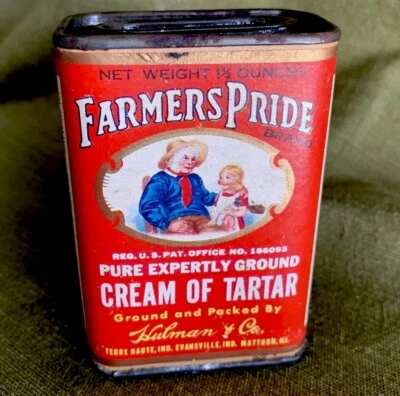 NET WEIGHT 1½ OUNCES
FARMERS PRIDE
BRAND
REG. U.S. PAT. OFFICE NO. 186093
PURE EXPERTLY GROUND
CREAM OF TARTAR
Ground and Packed By
Hulman & Co.
TERRE HAUTE, IND. EVANSVILLE, IND. MATTOON, ILL.